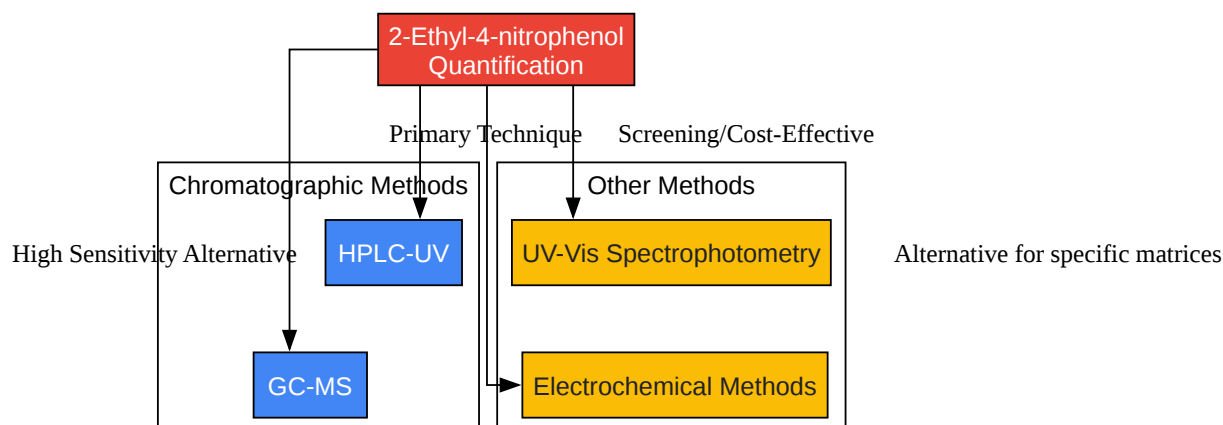 2-Ethyl-4-nitrophenol
Quantification
Primary Technique
Screening/Cost-Effective
Chromatographic Methods
Other Methods
High Sensitivity Alternative
HPLC-UV
UV-Vis Spectrophotometry
Alternative for specific matrices
GC-MS
Electrochemical Methods